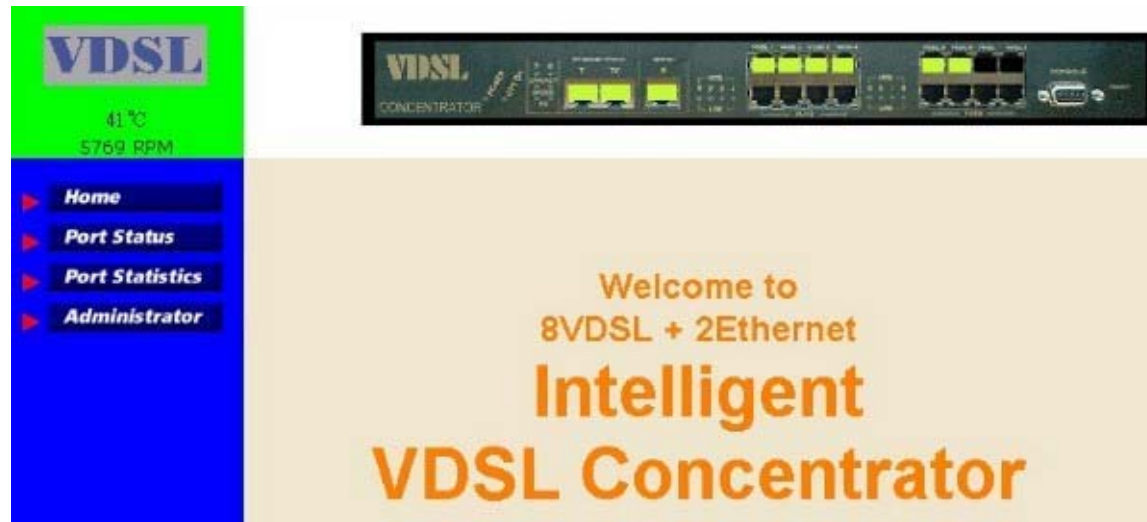 VDSL
41°C
5769 RPM
VDSL
CONCENTRATOR
CONSOLE
Home
Port Status
Port Statistics
Administrator
Welcome to
8VDSL + 2Ethernet
Intelligent
VDSL Concentrator